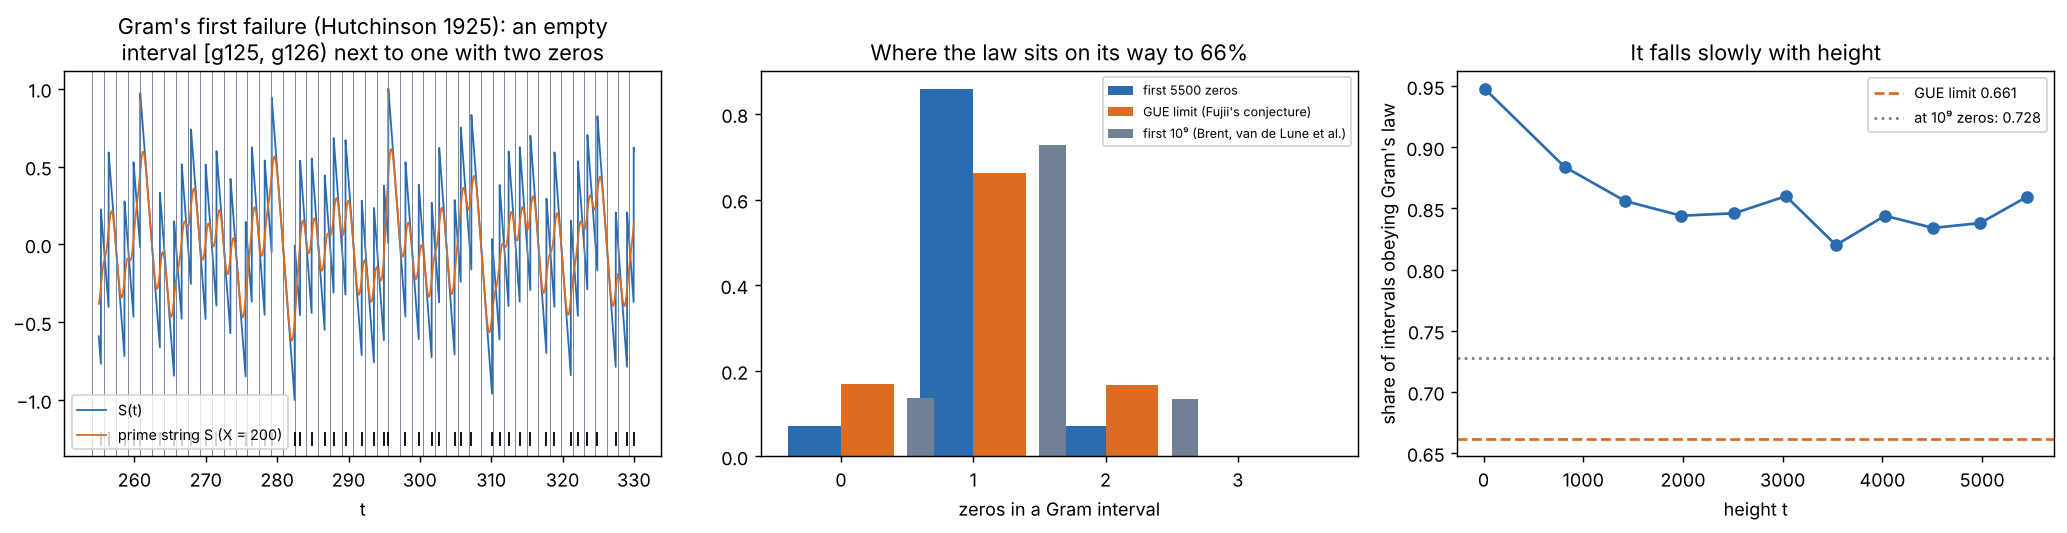 Gram's first failure (Hutchinson 1925): an empty
interval [g125, g126) next to one with two zeros
1.0
0.5
0.0
−0.5
−1.0
S(t)
prime string S (X = 200)
260 270 280 290 300 310 320 330
t
Where the law sits on its way to 66%
first 5500 zeros
GUE limit (Fujii's conjecture)
first 10⁹ (Brent, van de Lune et al.)
0.8
0.6
0.4
0.2
0.0
0 1 2 3
zeros in a Gram interval
It falls slowly with height
GUE limit 0.661
at 10⁹ zeros: 0.728
share of intervals obeying Gram's law
0.95
0.90
0.85
0.80
0.75
0.70
0.65
0 1000 2000 3000 4000 5000
height t